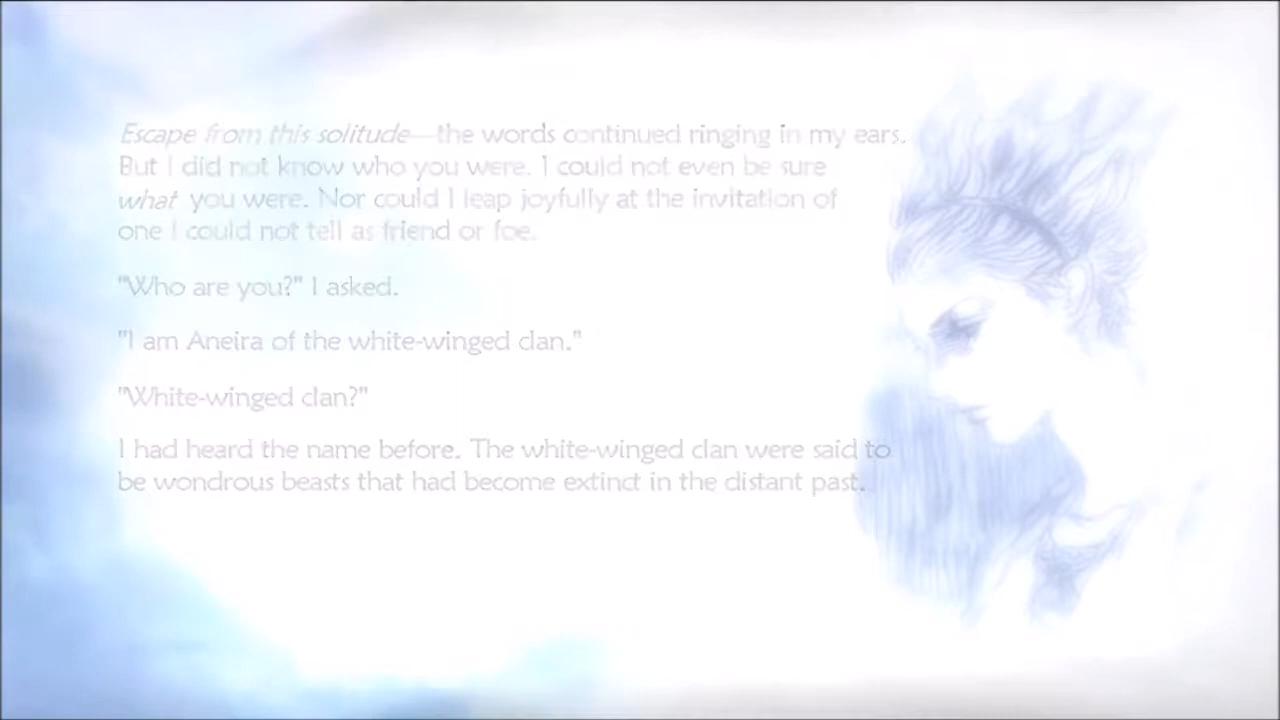 Escape from this solitude—the words continued ringing in my ears.
But I did not know who you were. I could not even be sure
what you were. Nor could I leap joyfully at the invitation of
one I could not tell as friend or foe.
"Who are you?" I asked.
"I am Aneira of the white-winged clan."
"White-winged clan?"
I had heard the name before. The white-winged clan were said to
be wondrous beasts that had become extinct in the distant past.